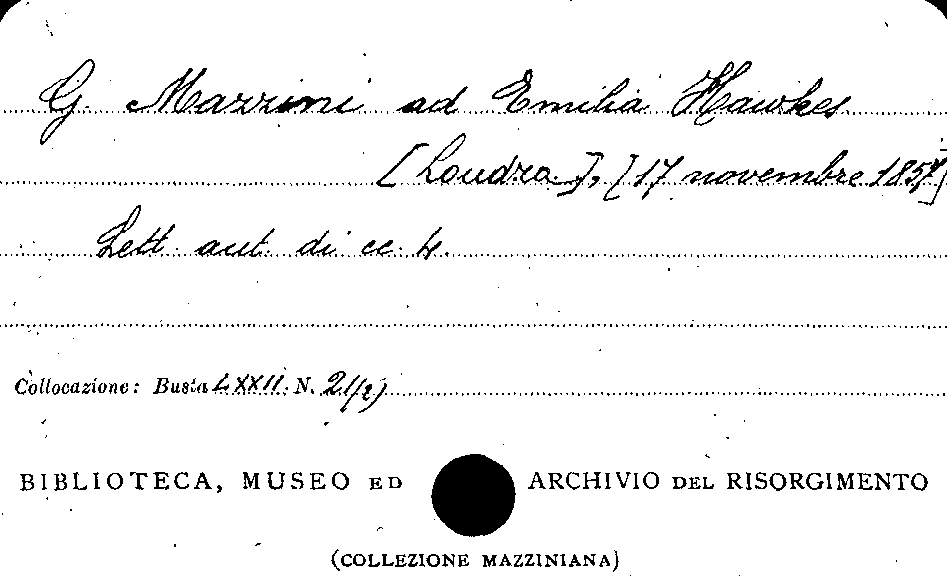 G. Mazzini ad Emilia Hawkes
[Londra], [17 novembre 1857]
Lett. aut. di cc. 4.
Collocazione: Busta LXXII. N. 21(2)
BIBLIOTECA, MUSEO ED ARCHIVIO DEL RISORGIMENTO
(COLLEZIONE MAZZINIANA)